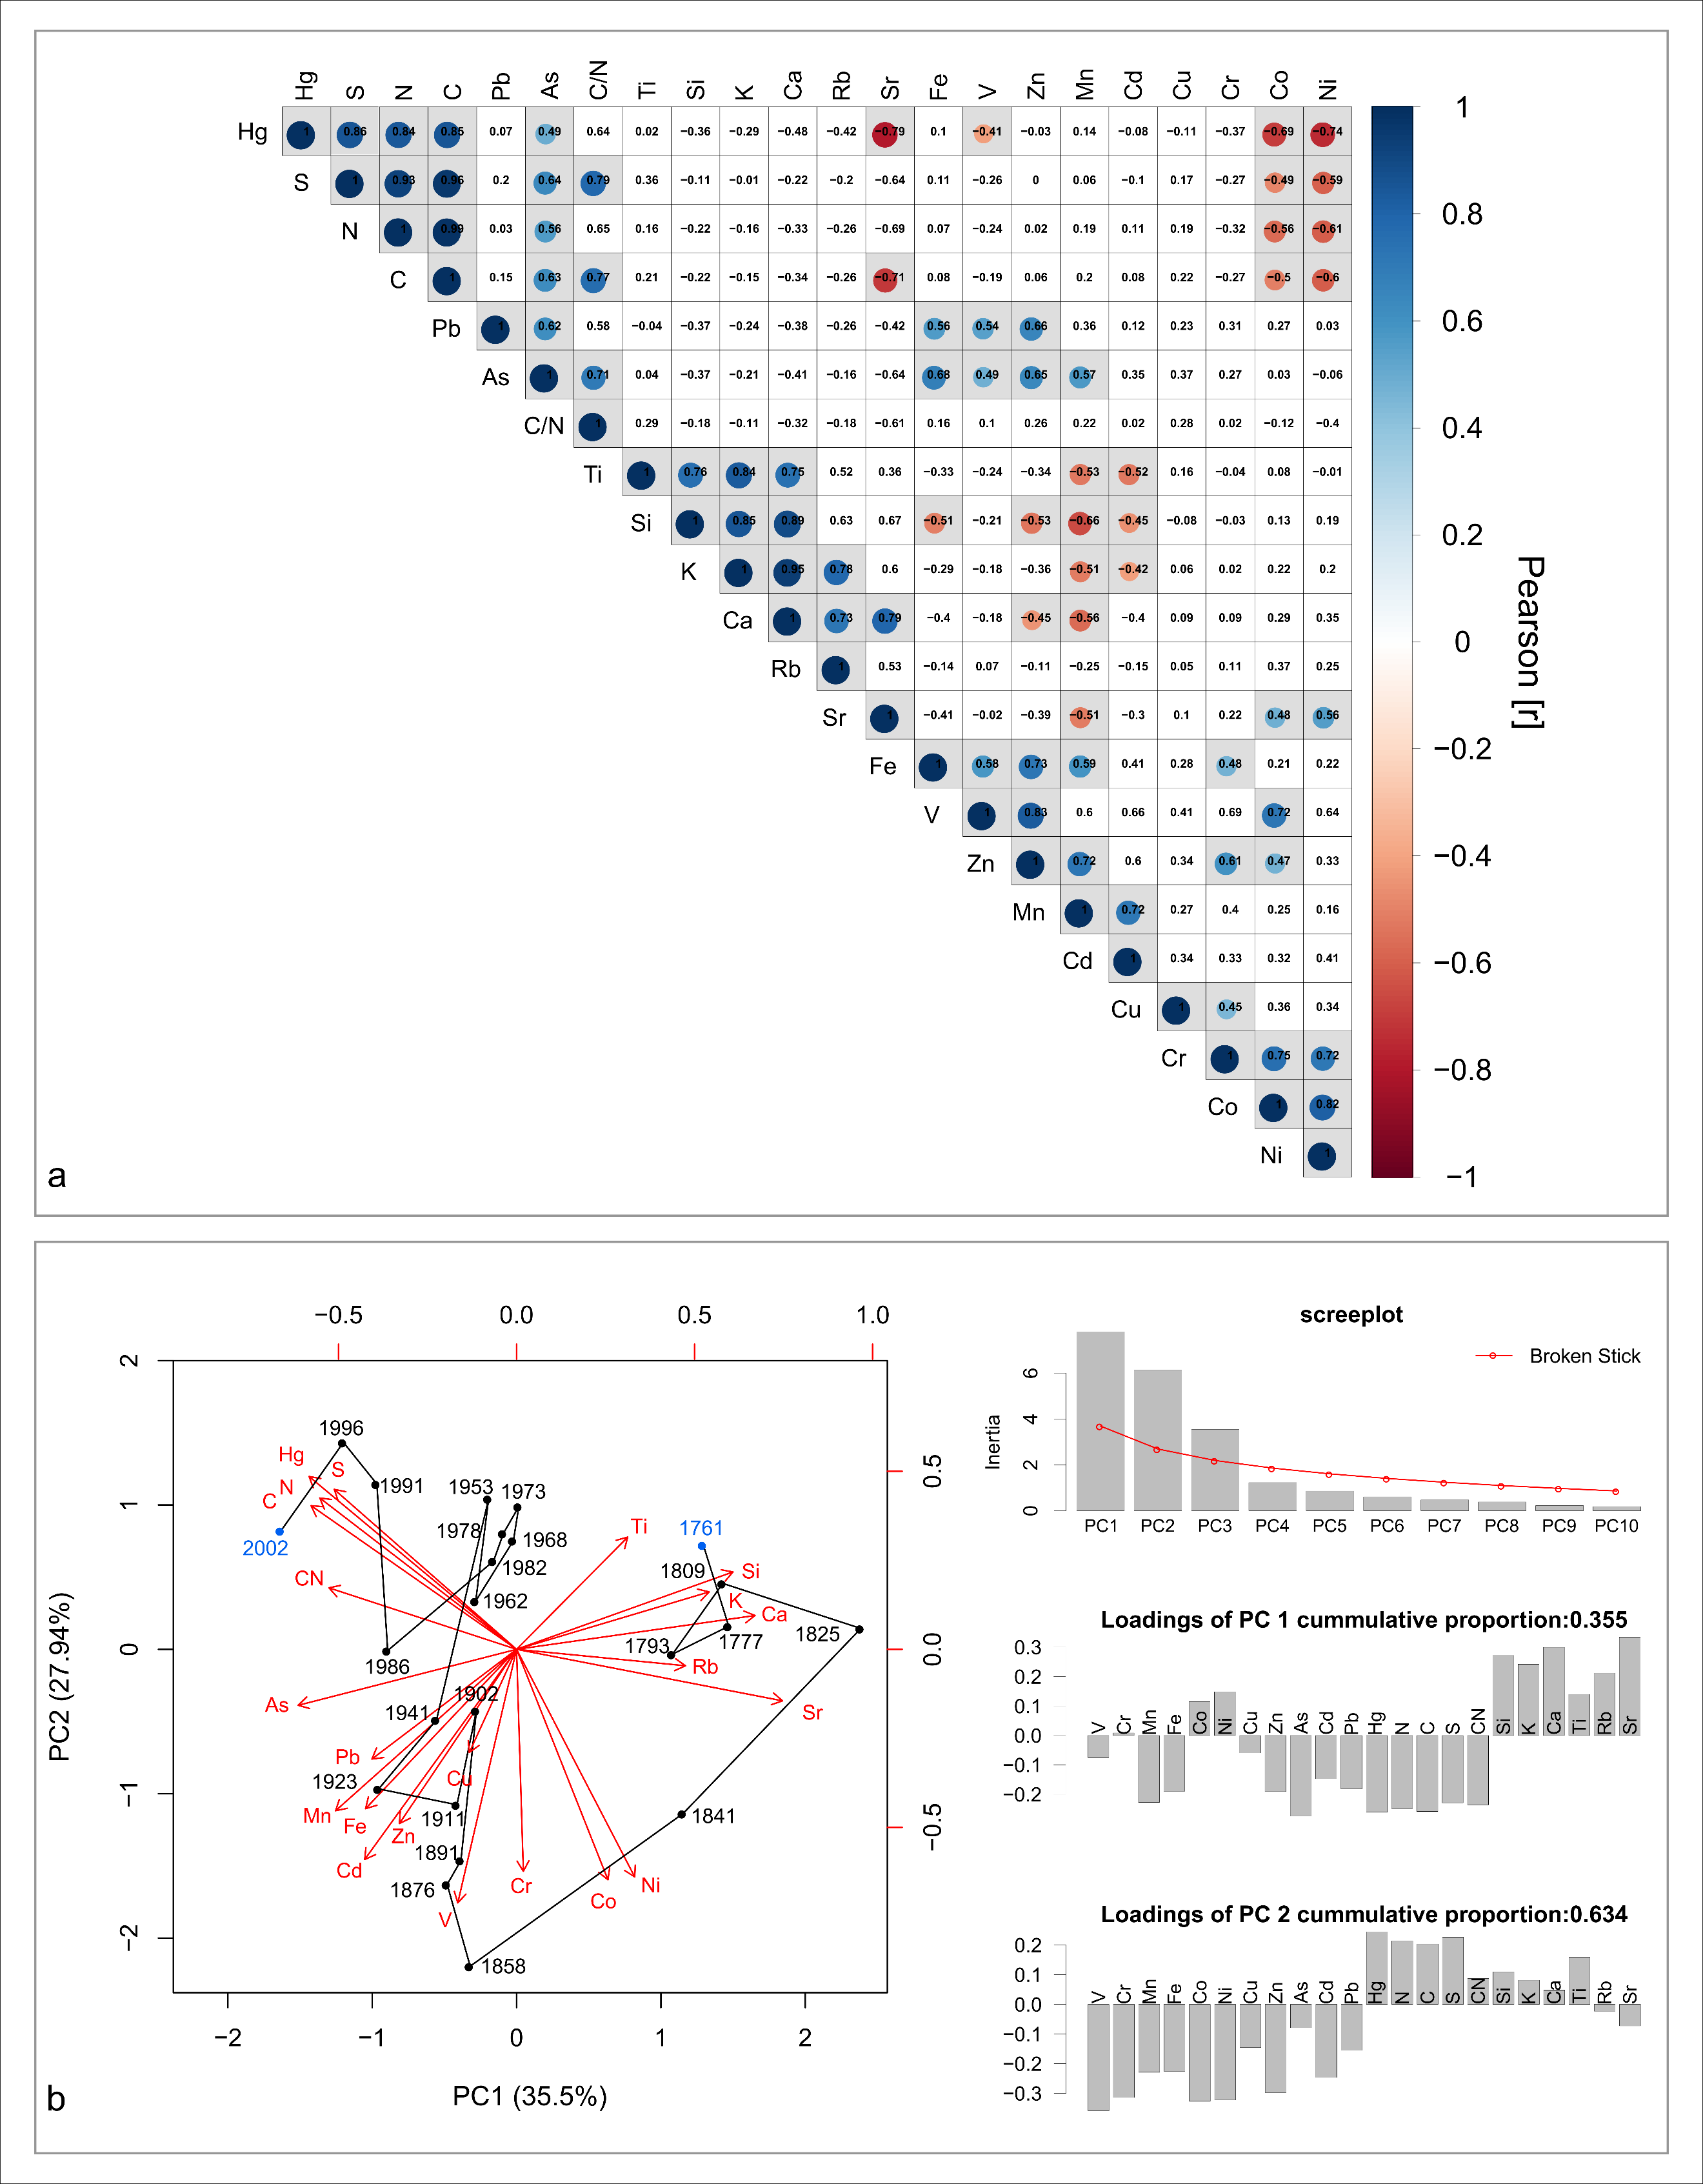 Hg S N C Pb As C/N Ti Si K Ca Rb Sr Fe V Zn Mn Cd Cu Cr Co Ni
Hg 1 0.86 0.84 0.85 0.07 0.49 0.64 0.02 −0.36 −0.29 −0.48 −0.42 −0.79 0.1 −0.41 −0.03 0.14 −0.08 −0.11 −0.37 −0.69 −0.74
S 1 0.93 0.96 0.2 0.64 0.79 0.36 −0.11 −0.01 −0.22 −0.2 −0.64 0.11 −0.26 0 0.06 −0.1 0.17 −0.27 −0.49 −0.59
N 1 0.99 0.03 0.56 0.65 0.16 −0.22 −0.16 −0.33 −0.26 −0.69 0.07 −0.24 0.02 0.19 0.11 0.19 −0.32 −0.56 −0.61
C 1 0.15 0.63 0.77 0.21 −0.22 −0.15 −0.34 −0.26 −0.71 0.08 −0.19 0.06 0.2 0.08 0.22 −0.27 −0.5 −0.6
Pb 1 0.62 0.58 −0.04 −0.37 −0.24 −0.38 −0.26 −0.42 0.56 0.54 0.66 0.36 0.12 0.23 0.31 0.27 0.03
As 1 0.71 0.04 −0.37 −0.21 −0.41 −0.16 −0.64 0.68 0.49 0.65 0.57 0.35 0.37 0.27 0.03 −0.06
C/N 1 0.29 −0.18 −0.11 −0.32 −0.18 −0.61 0.16 0.1 0.26 0.22 0.02 0.28 0.02 −0.12 −0.4
Ti 1 0.76 0.84 0.75 0.52 0.36 −0.33 −0.24 −0.34 −0.53 −0.52 0.16 −0.04 0.08 −0.01
Si 1 0.85 0.89 0.63 0.67 −0.51 −0.21 −0.53 −0.66 −0.45 −0.08 −0.03 0.13 0.19
K 1 0.95 0.78 0.6 −0.29 −0.18 −0.36 −0.51 −0.42 0.06 0.02 0.22 0.2
Ca 1 0.73 0.79 −0.4 −0.18 −0.45 −0.56 −0.4 0.09 0.09 0.29 0.35
Rb 1 0.53 −0.14 0.07 −0.11 −0.25 −0.15 0.05 0.11 0.37 0.25
Sr 1 −0.41 −0.02 −0.39 −0.51 −0.3 0.1 0.22 0.48 0.56
Fe 1 0.58 0.73 0.59 0.41 0.28 0.48 0.21 0.22
V 1 0.83 0.6 0.66 0.41 0.69 0.72 0.64
Zn 1 0.72 0.6 0.34 0.61 0.47 0.33
Mn 1 0.72 0.27 0.4 0.25 0.16
Cd 1 0.34 0.33 0.32 0.41
Cu 1 0.45 0.36 0.34
Cr 1 0.75 0.72
Co 1 0.82
Ni 1
1
0.8
0.6
0.4
0.2
0
−0.2
−0.4
−0.6
−0.8
−1
Pearson [r]
a
−0.5 0.0 0.5 1.0
2
1
0
−1
−2
PC2 (27.94%)
0.5
0.0
−0.5
1996
Hg
S
N
C
1991
2002
1953
1973
1978
1968
1982
1962
CN
Ti
1761
1809
Si
K
Ca
1825
1777
1793
Rb
Sr
1986
As
1902
1941
Pb
1923
Cu
Mn
Fe
1911
Zn
1841
1891
Cd
1876
Cr
Ni
Co
V
1858
−2 −1 0 1 2
PC1 (35.5%)
b
screeplot
Broken Stick
Inertia
6
4
2
0
PC1 PC2 PC3 PC4 PC5 PC6 PC7 PC8 PC9 PC10
Loadings of PC 1 cummulative proportion:0.355
0.3
0.2
0.1
0.0
−0.1
−0.2
V Cr Mn Fe Co Ni Cu Zn As Cd Pb Hg N C S CN Si K Ca Ti Rb Sr
Loadings of PC 2 cummulative proportion:0.634
0.2
0.1
0.0
−0.1
−0.2
−0.3
V Cr Mn Fe Co Ni Cu Zn As Cd Pb Hg N C S CN Si K Ca Ti Rb Sr